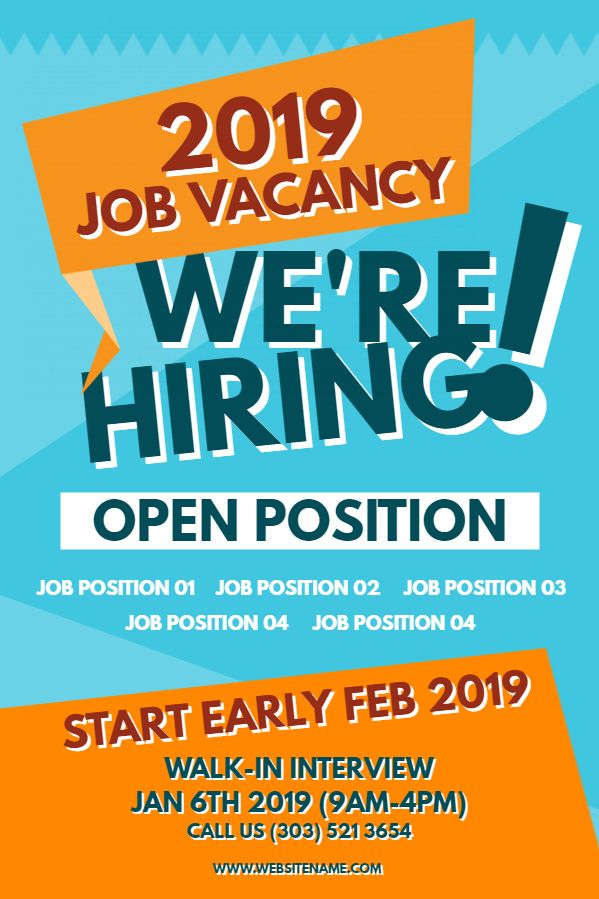 2019
JOB VACANCY
WE'RE
HIRING!
OPEN POSITION
JOB POSITION 01 JOB POSITION 02 JOB POSITION 03
JOB POSITION 04 JOB POSITION 04
START EARLY FEB 2019
WALK-IN INTERVIEW
JAN 6TH 2019 (9AM-4PM)
CALL US (303) 521 3654
WWW.WEBSITENAME.COM